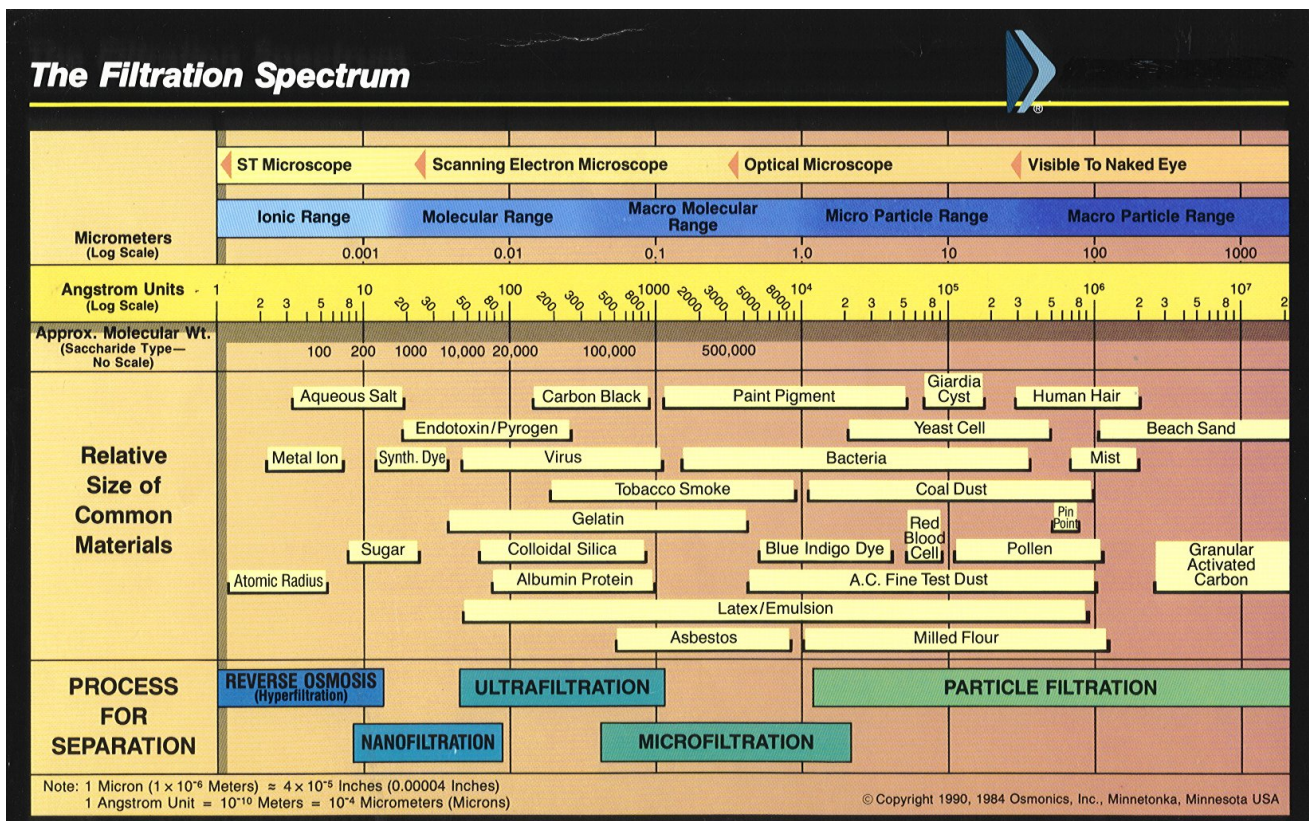 The Filtration Spectrum
®
ST Microscope Scanning Electron Microscope Optical Microscope Visible To Naked Eye
Ionic Range Molecular Range Macro Molecular Range Micro Particle Range Macro Particle Range
Micrometers
(Log Scale)
0.001 0.01 0.1 1.0 10 100 1000
Angstrom Units
(Log Scale)
1 10 100 1000 10⁴ 10⁵ 10⁶ 10⁷
2 3 5 8 20 30 50 80 200 300 500 800 2000 3000 5000 8000 2 3 5 8 2 3 5 8 2 3 5 8 2
Approx. Molecular Wt.
(Saccharide Type—
No Scale)
100 200 1000 10,000 20,000 100,000 500,000
Relative
Size of
Common
Materials
Aqueous Salt Carbon Black Paint Pigment Giardia Cyst Human Hair
Endotoxin/Pyrogen Yeast Cell Beach Sand
Metal Ion Synth. Dye Virus Bacteria Mist
Tobacco Smoke Coal Dust
Gelatin Red Blood Cell Pin Point
Sugar Colloidal Silica Blue Indigo Dye Pollen Granular Activated Carbon
Atomic Radius Albumin Protein A.C. Fine Test Dust
Latex/Emulsion
Asbestos Milled Flour
PROCESS
FOR
SEPARATION
REVERSE OSMOSIS
(Hyperfiltration)
ULTRAFILTRATION PARTICLE FILTRATION
NANOFILTRATION MICROFILTRATION
Note: 1 Micron (1 × 10⁻⁶ Meters) ≈ 4 × 10⁻⁵ Inches (0.00004 Inches)
1 Angstrom Unit = 10⁻¹⁰ Meters = 10⁻⁴ Micrometers (Microns)
© Copyright 1990, 1984 Osmonics, Inc., Minnetonka, Minnesota USA